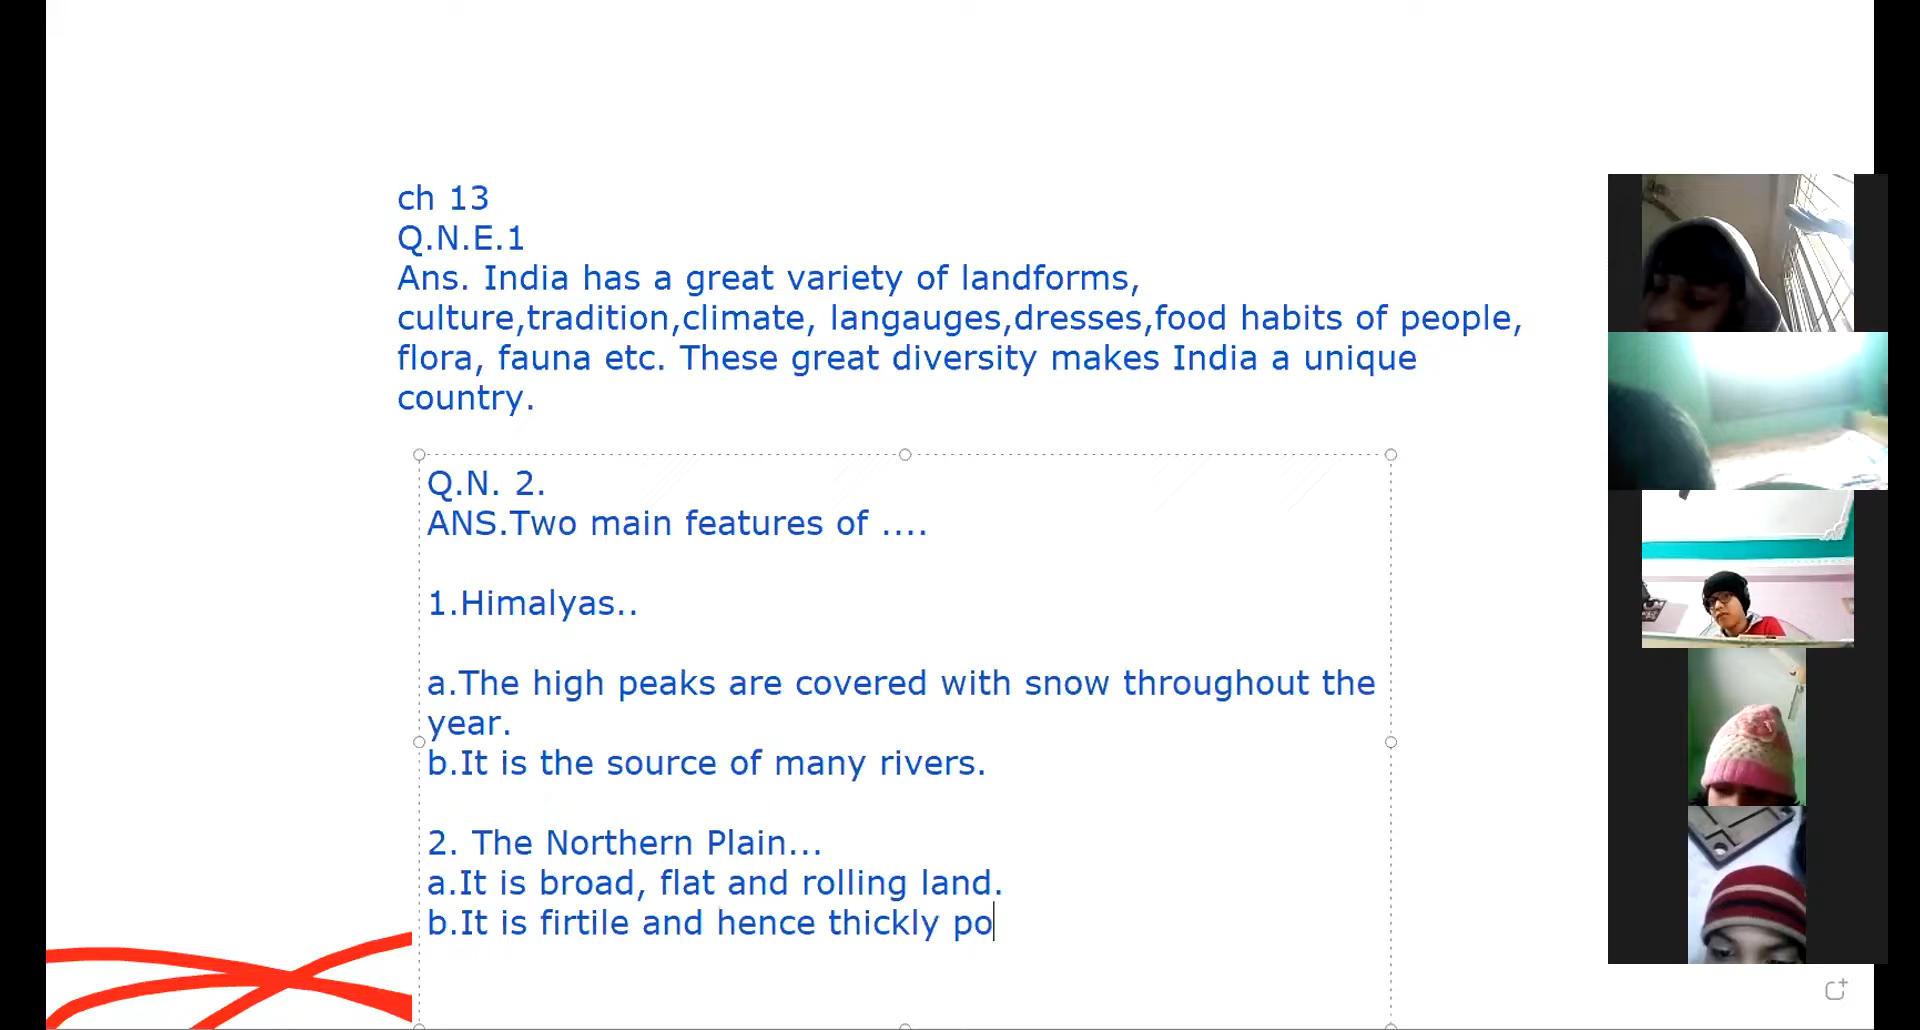 ch 13
Q.N.E.1
Ans. India has a great variety of landforms,
culture,tradition,climate, langauges,dresses,food habits of people,
flora, fauna etc. These great diversity makes India a unique
country.
Q.N. 2.
ANS.Two main features of ....
1.Himalyas..
a.The high peaks are covered with snow throughout the
year.
b.It is the source of many rivers.
2. The Northern Plain...
a.It is broad, flat and rolling land.
b.It is firtile and hence thickly po